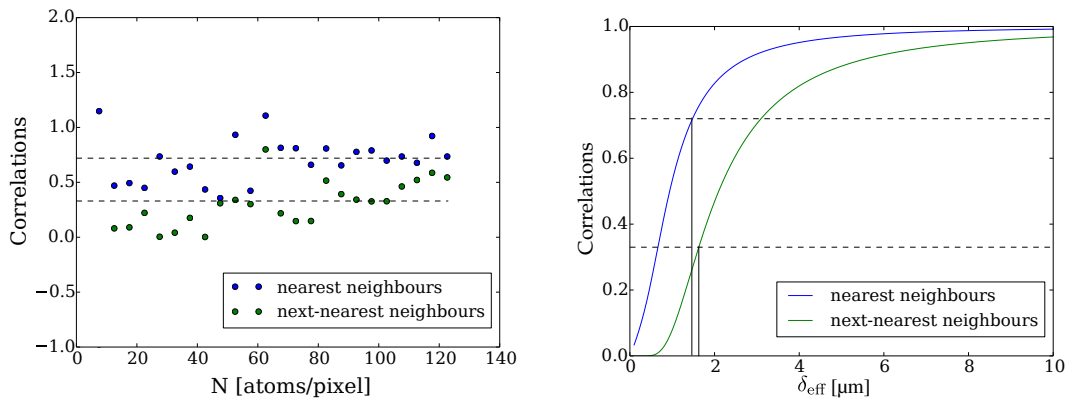 2.0
1.5
1.0
0.5
0.0
−0.5
−1.0
Correlations
0 20 40 60 80 100 120 140
N [atoms/pixel]
nearest neighbours
next-nearest neighbours
1.0
0.8
0.6
0.4
0.2
0.0
Correlations
0 2 4 6 8 10
δeff [μm]
nearest neighbours
next-nearest neighbours